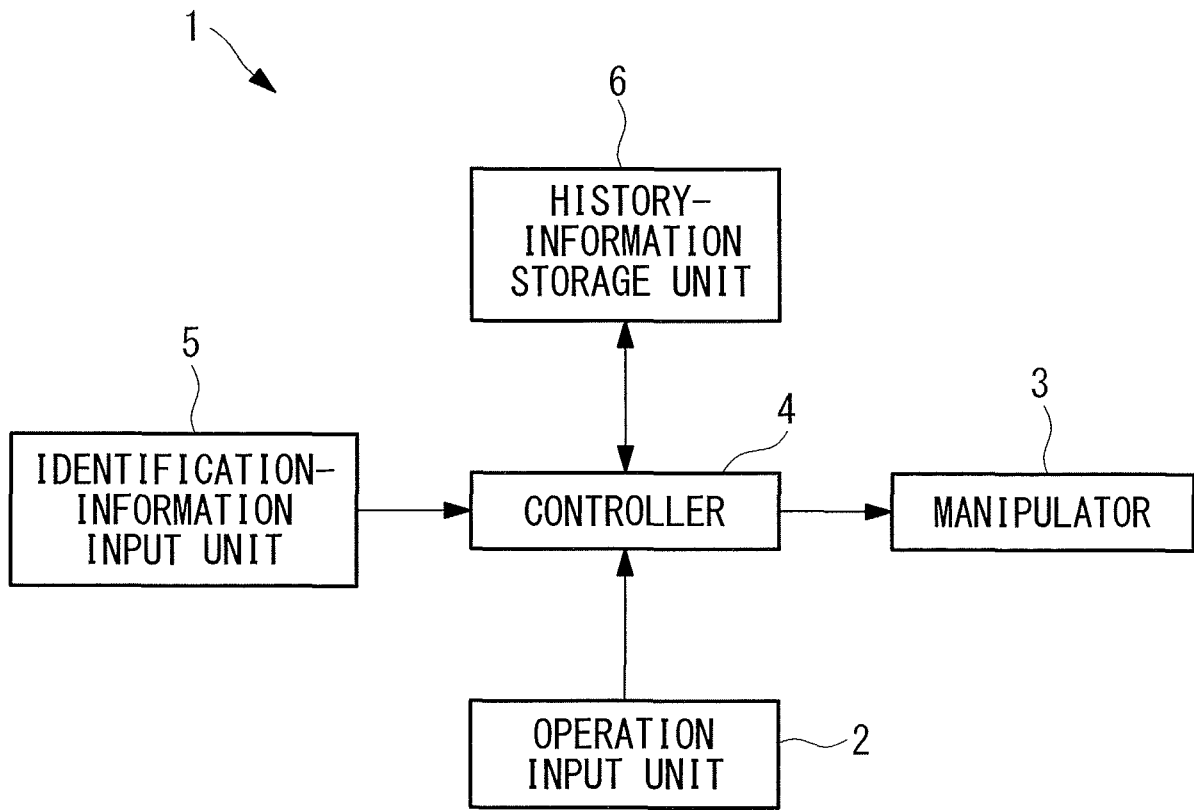 1
6
HISTORY-
INFORMATION
STORAGE UNIT
5
IDENTIFICATION-
INFORMATION
INPUT UNIT
4
CONTROLLER
3
MANIPULATOR
OPERATION
INPUT UNIT
2